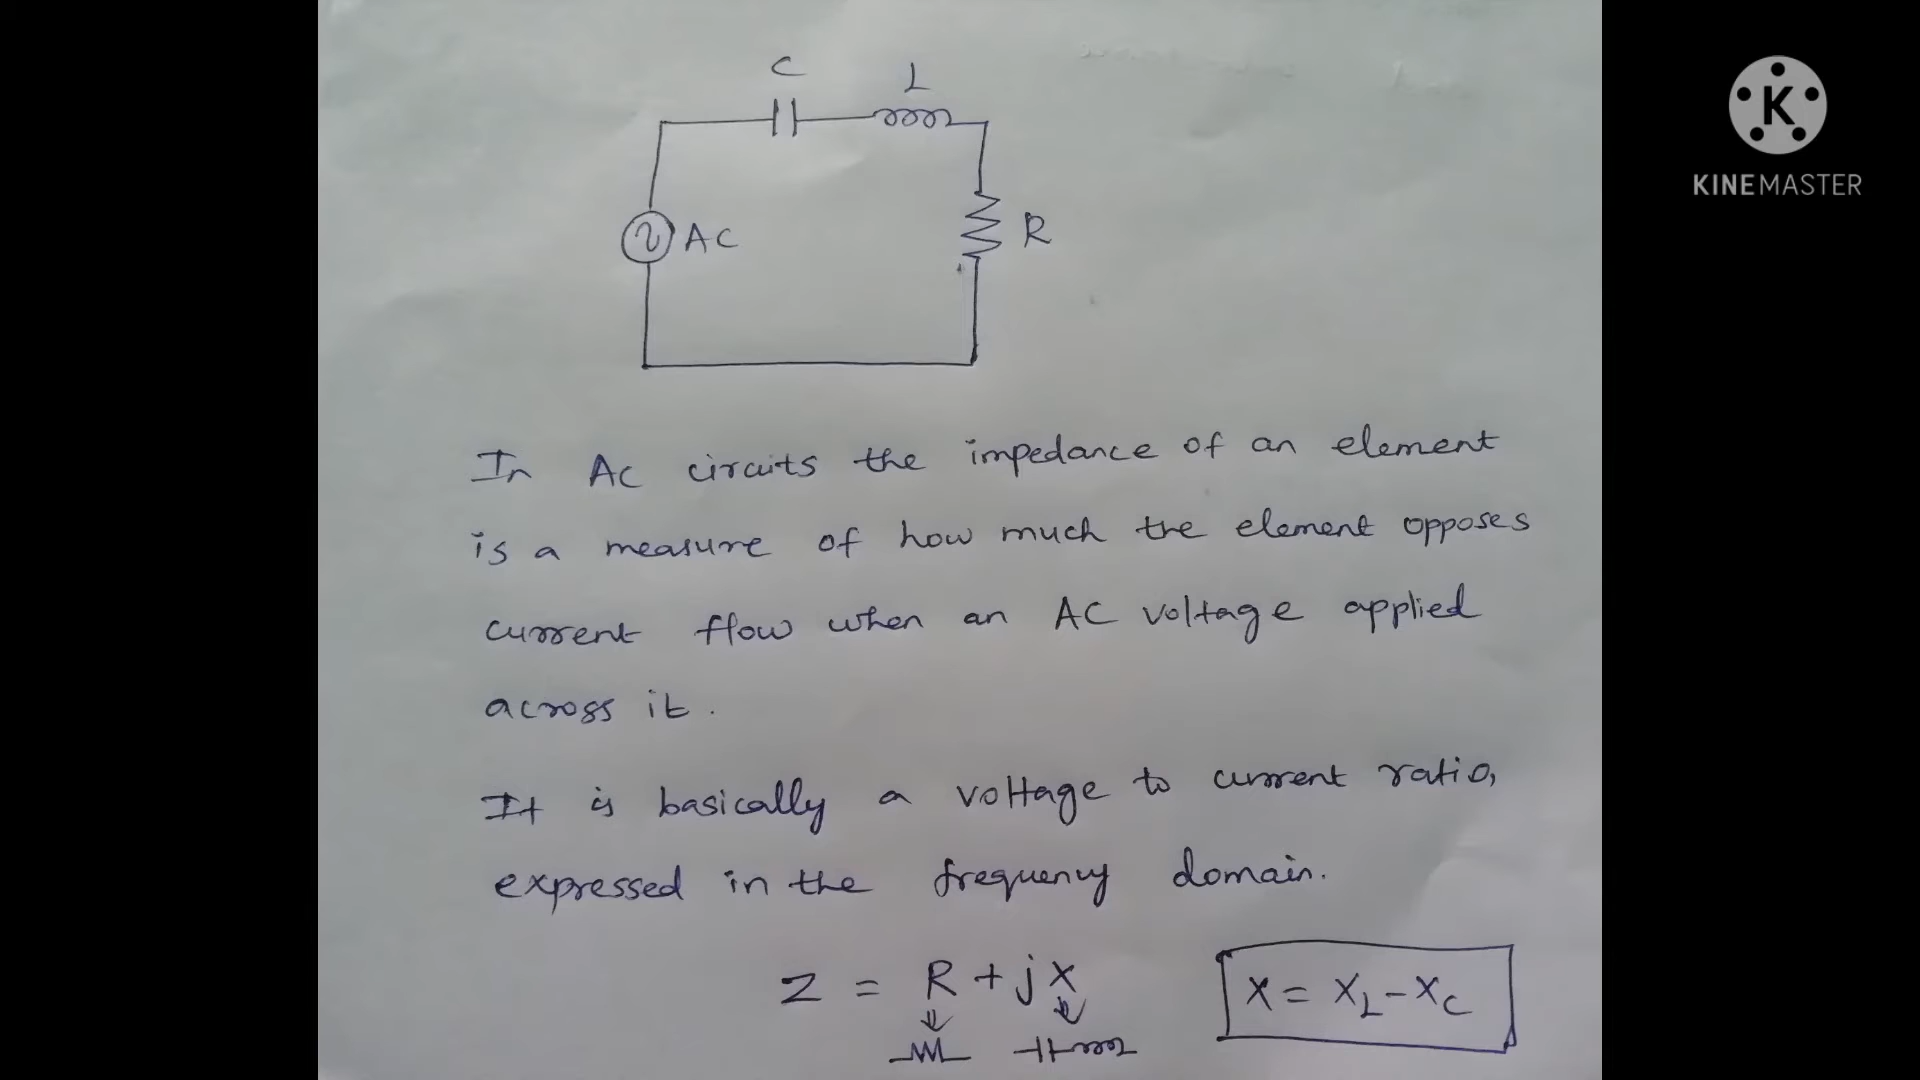 C
L
AC
R
K
KINEMASTER
In AC circuits the impedance of an element
is a measure of how much the element opposes
current flow when an AC voltage applied
across it.
It is basically a voltage to current ratio,
expressed in the frequency domain.
Z = R + jX
X = XL - XC